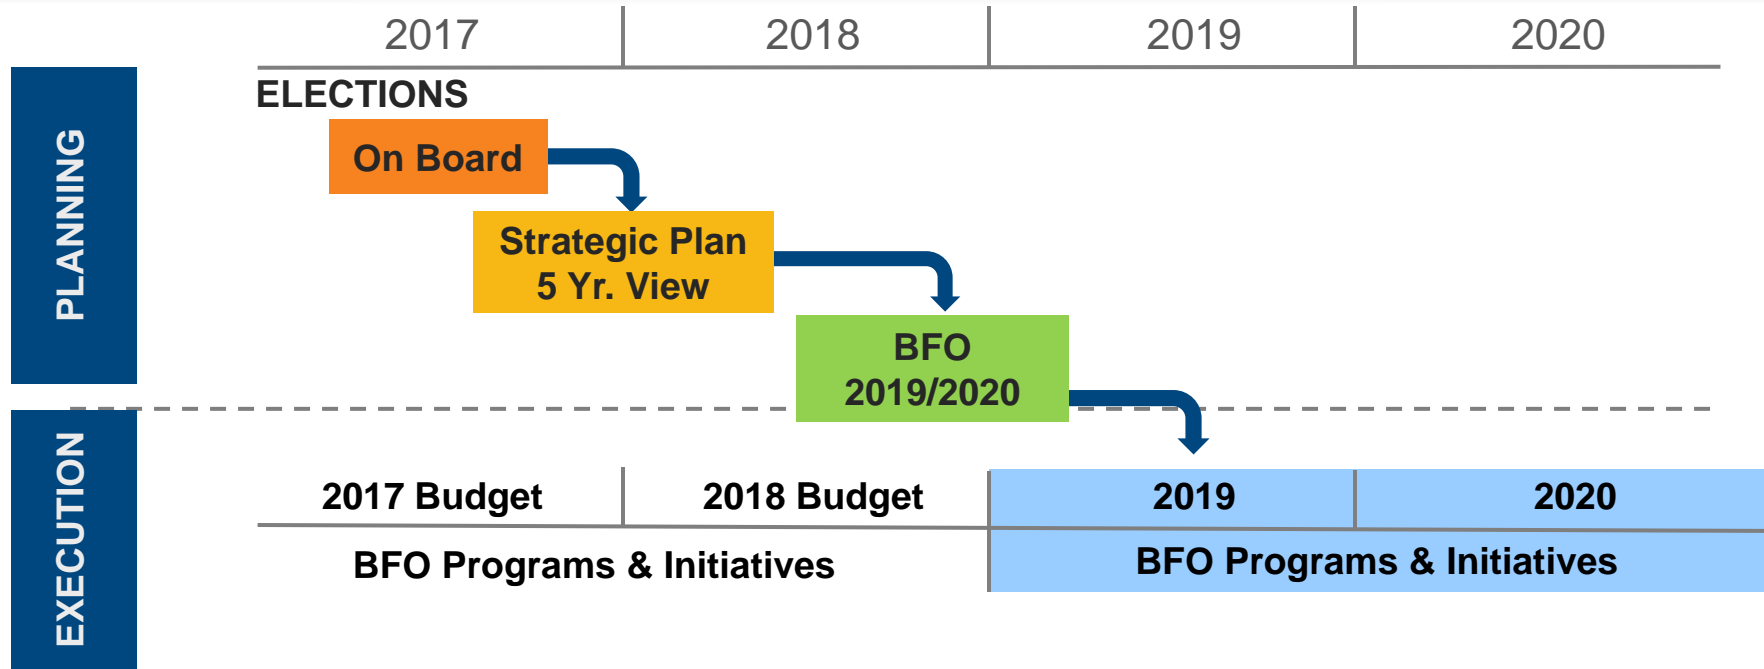 2017 2018 2019 2020
PLANNING
ELECTIONS
On Board
Strategic Plan
5 Yr. View
BFO
2019/2020
EXECUTION
2017 Budget 2018 Budget 2019 2020
BFO Programs & Initiatives BFO Programs & Initiatives